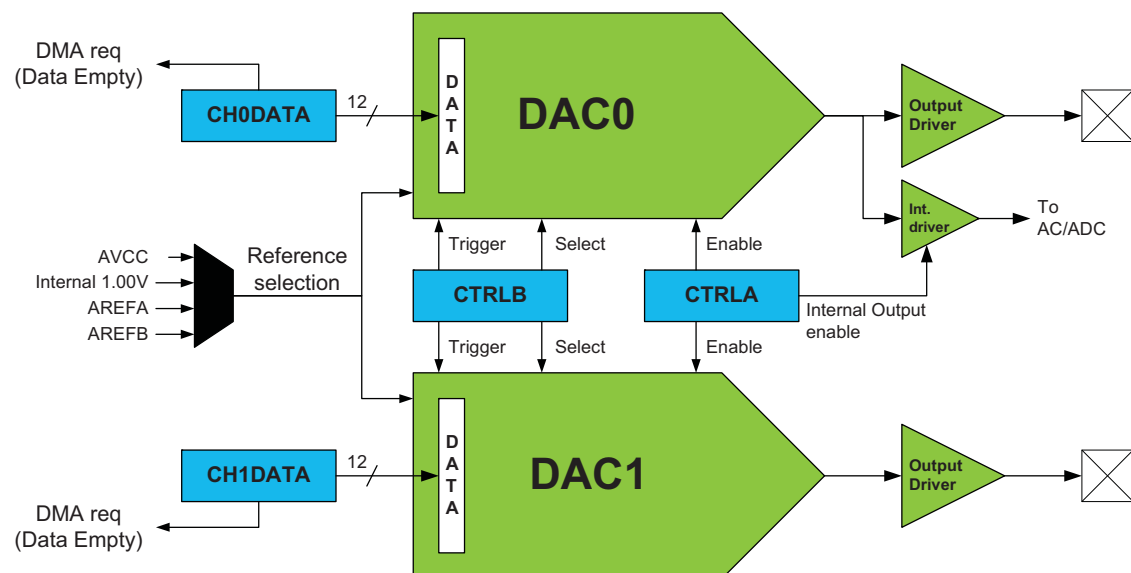 DMA req
(Data Empty)
CH0DATA
12
DATA
DAC0
Output
Driver
Int.
driver
To
AC/ADC
Trigger
Select
Enable
AVCC
Internal 1.00V
AREFA
AREFB
Reference
selection
CTRLB
CTRLA
Internal Output
enable
Trigger
Select
Enable
CH1DATA
12
DATA
DAC1
Output
Driver
DMA req
(Data Empty)